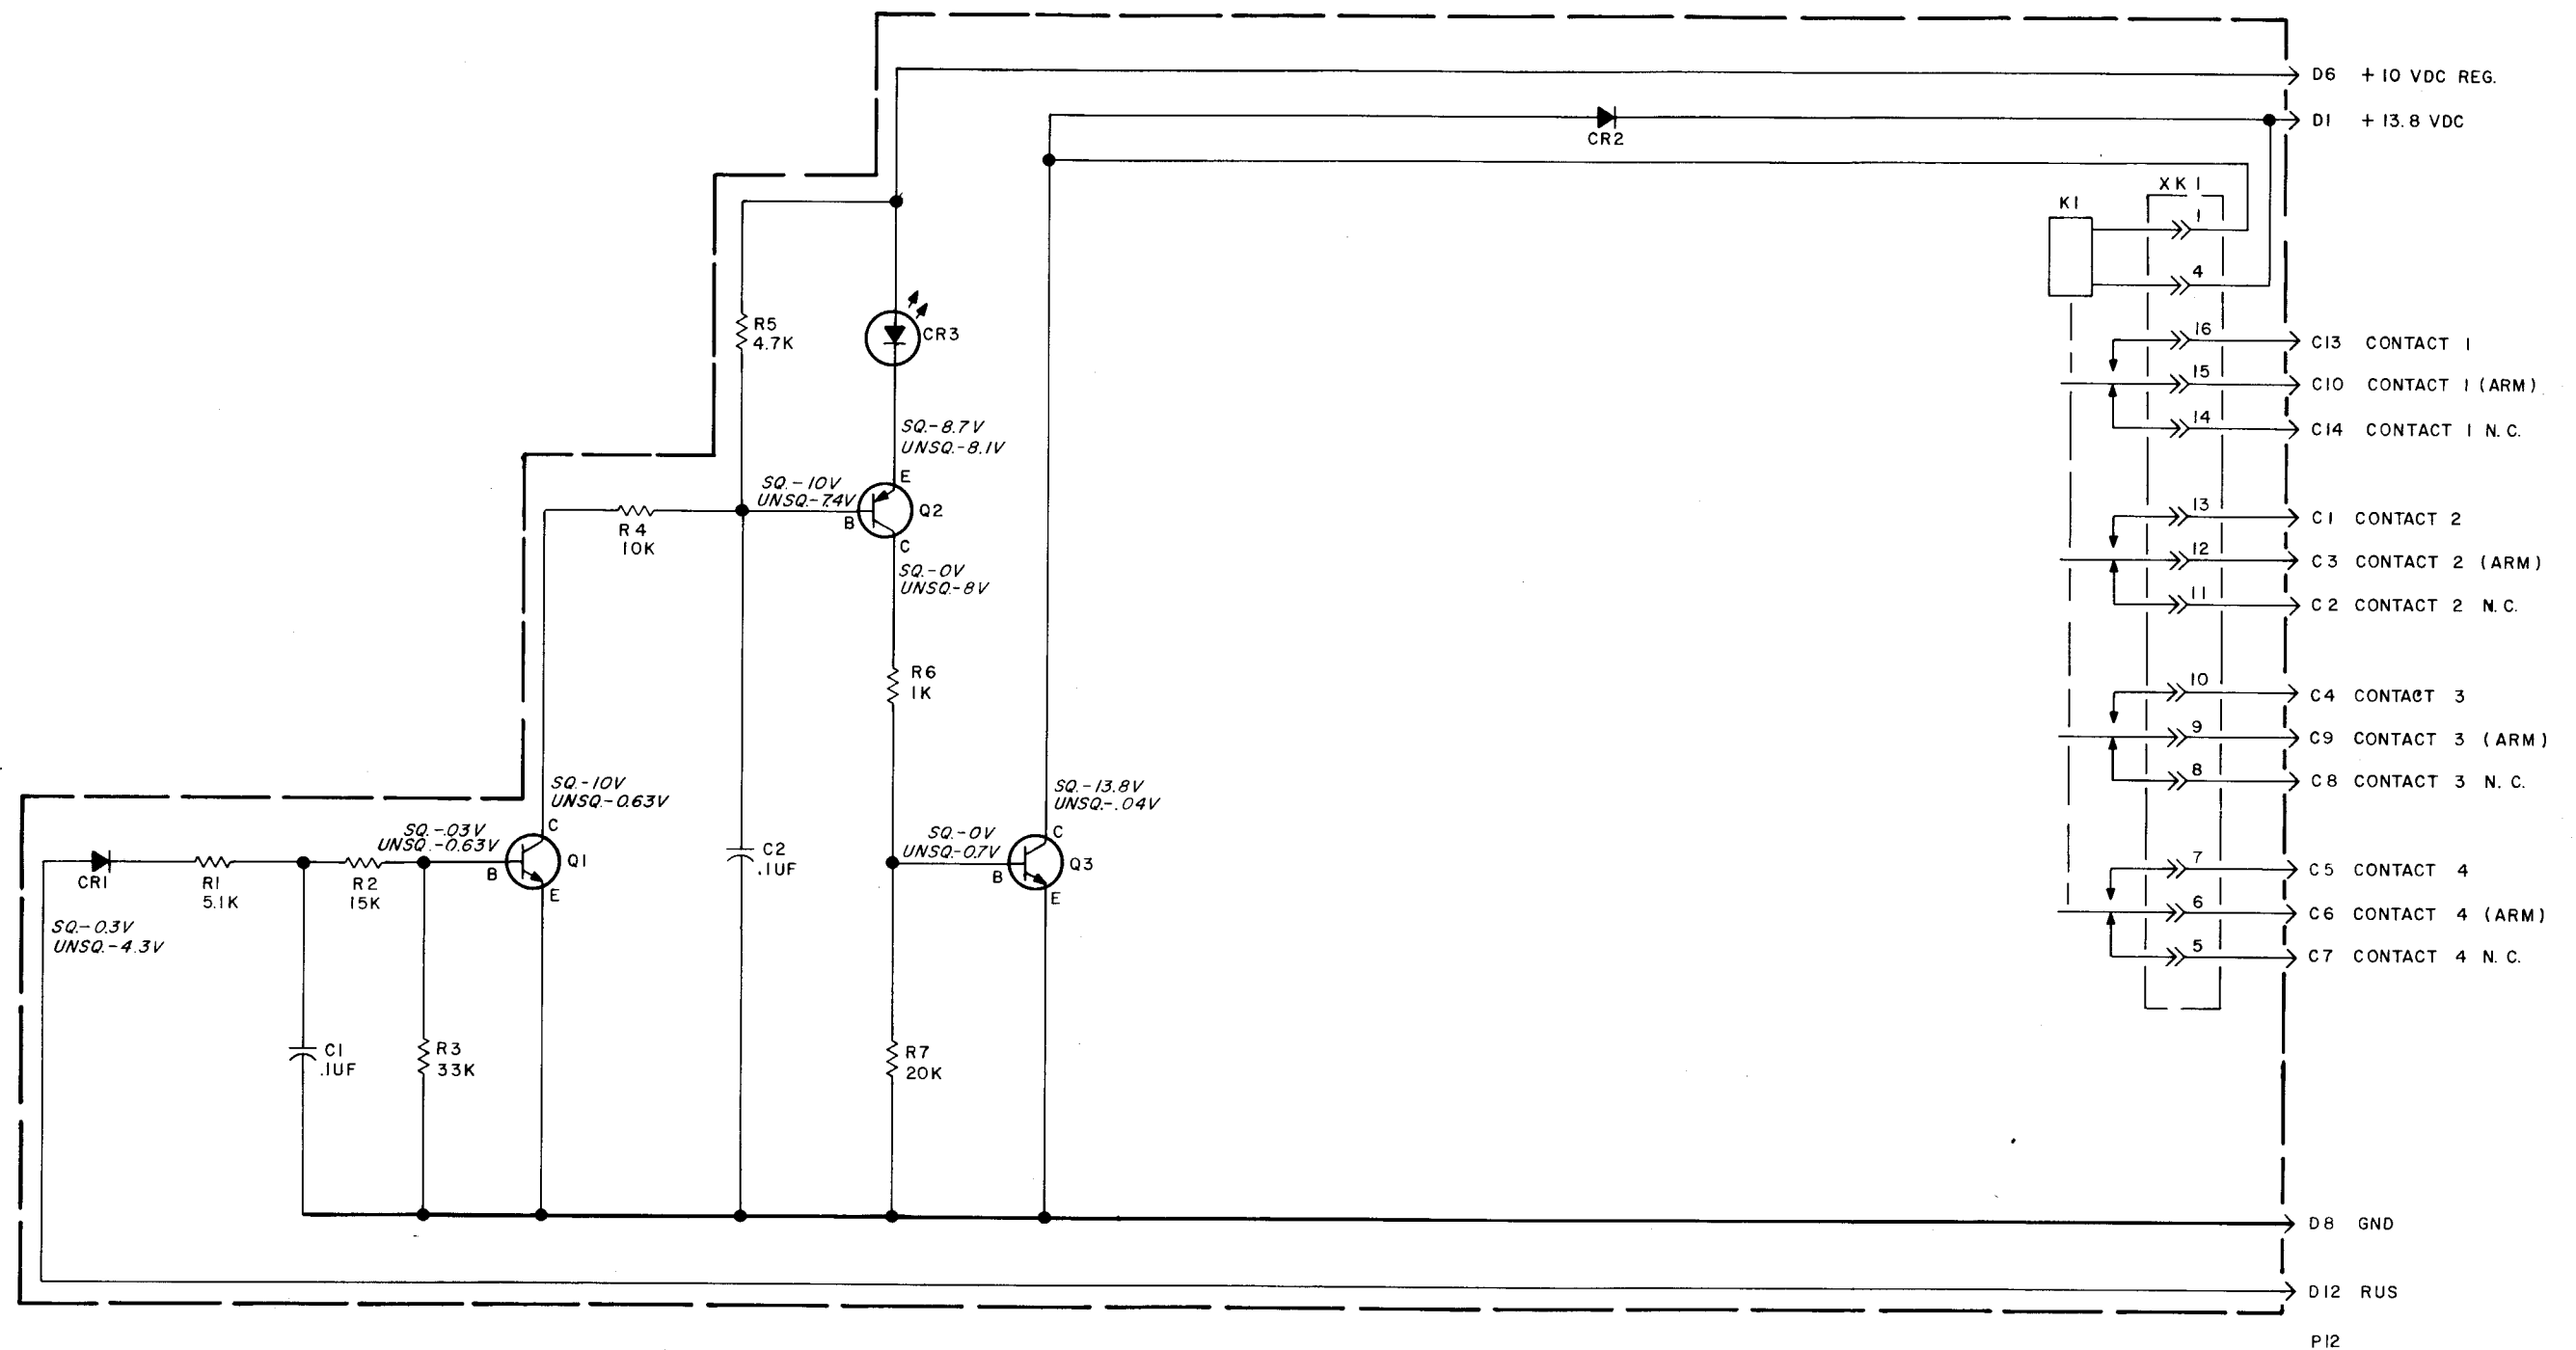 D6 + 10 VDC REG.
D1 + 13.8 VDC
CR2
XK1
K1
1
4
R5
4.7K
CR3
16
C13 CONTACT 1
15
C10 CONTACT 1 (ARM)
14
C14 CONTACT 1 N.C.
SQ.-8.7V
UNSQ.-8.1V
E
SQ.-10V
UNSQ.-7.4V
B
Q2
C
R4
10K
SQ.-0V
UNSQ.-8V
13
C1 CONTACT 2
12
C3 CONTACT 2 (ARM)
11
C2 CONTACT 2 N.C.
R6
1K
10
C4 CONTACT 3
9
C9 CONTACT 3 (ARM)
8
C8 CONTACT 3 N.C.
SQ.-10V
UNSQ.-0.63V
C
SQ.-.03V
UNSQ.-0.63V
B
Q1
E
SQ.-13.8V
UNSQ.-.04V
C
SQ.-0V
UNSQ.-0.7V
B
Q3
E
C2
.1UF
CR1
R1
5.1K
R2
15K
7
C5 CONTACT 4
6
C6 CONTACT 4 (ARM)
5
C7 CONTACT 4 N.C.
SQ.-0.3V
UNSQ.-4.3V
C1
.1UF
R3
33K
R7
20K
D8 GND
D12 RUS
P12